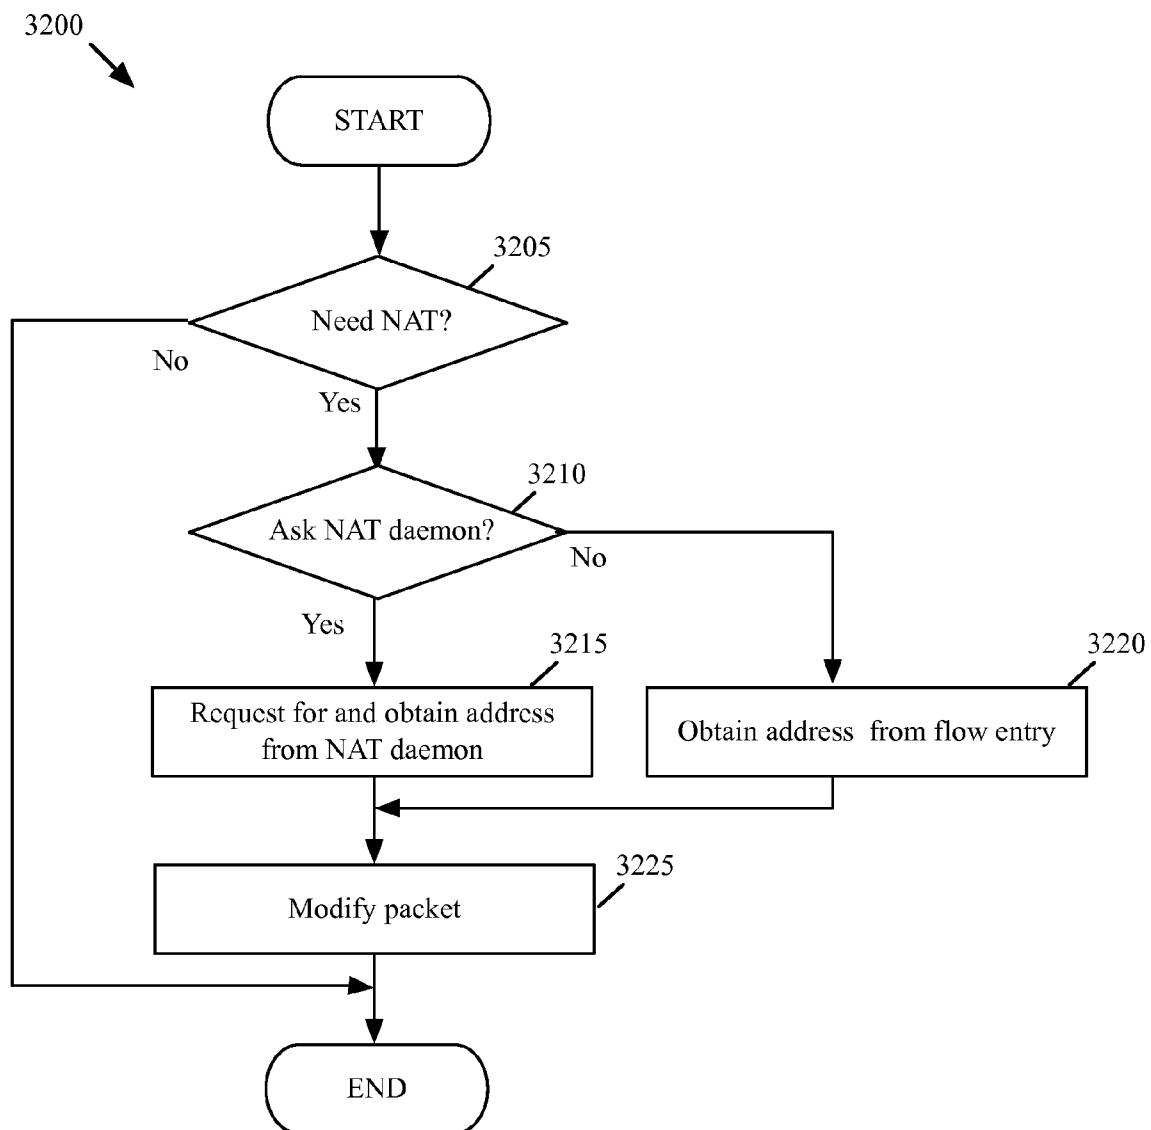 3200
START
3205
Need NAT?
No
Yes
3210
Ask NAT daemon?
No
Yes
3215
3220
Request for and obtain address
from NAT daemon
Obtain address from flow entry
3225
Modify packet
END